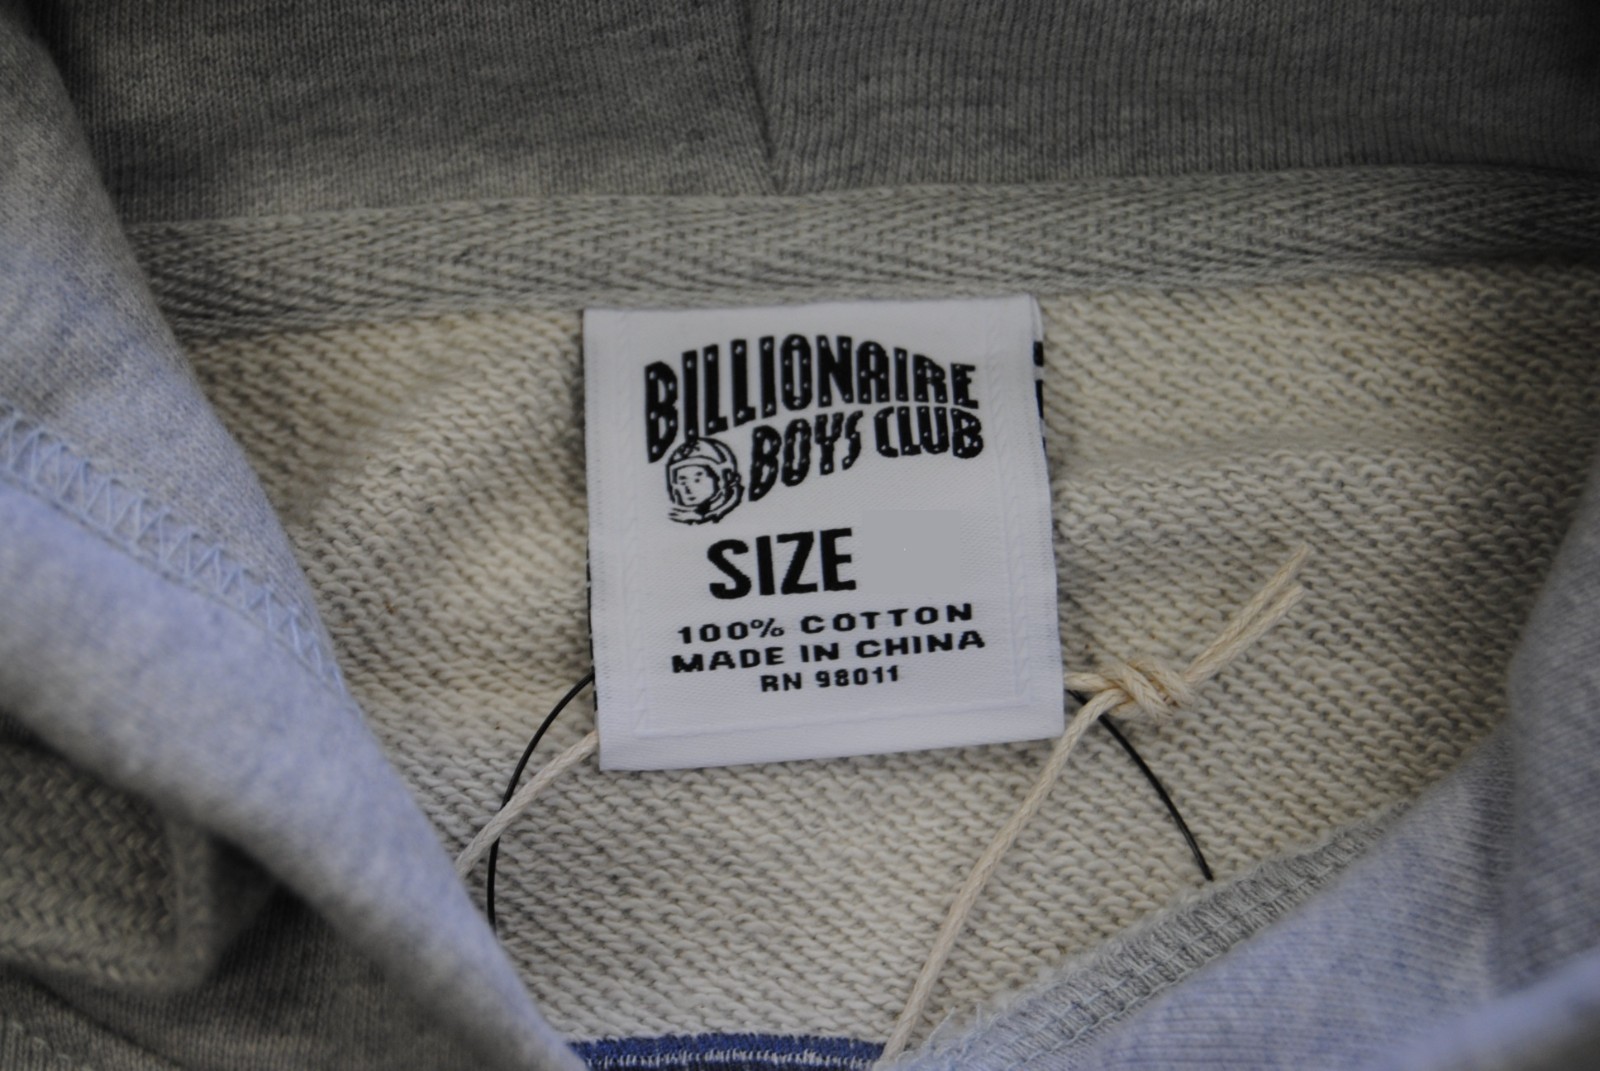 BILLIONAIRE
BOYS CLUB
SIZE
100% COTTON
MADE IN CHINA
RN 98011